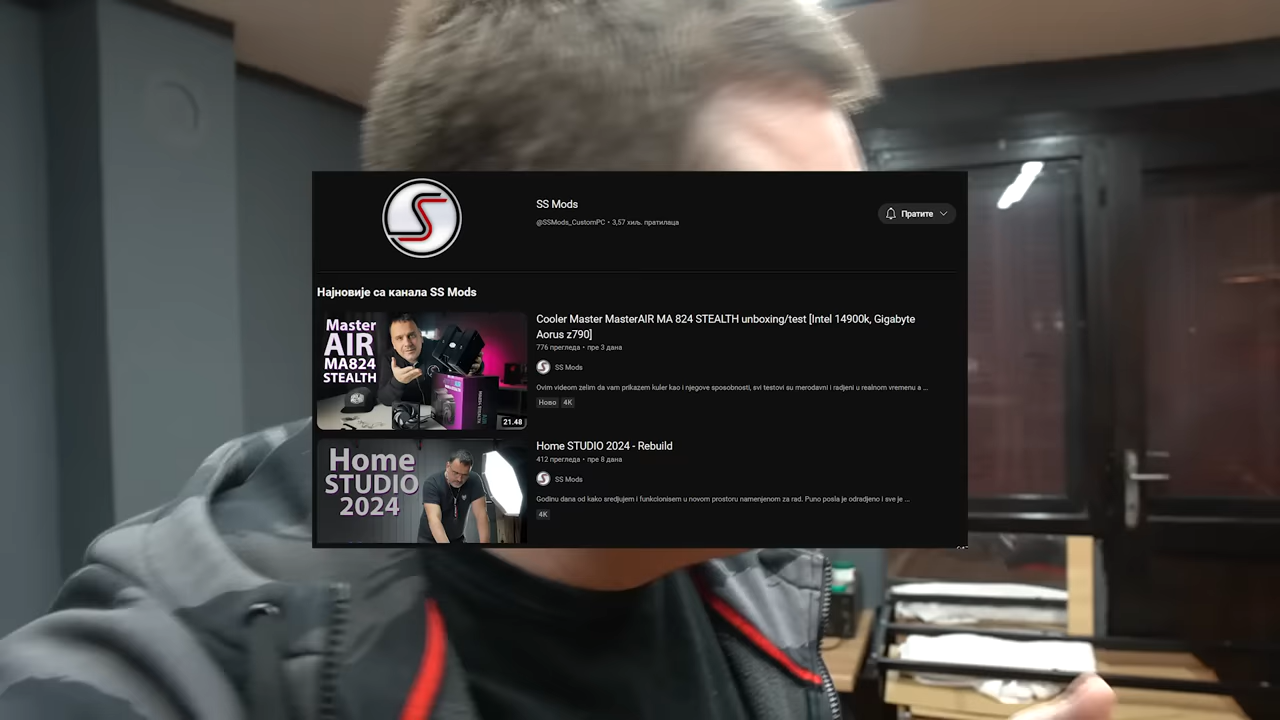 SS Mods
@SSMods_CustomPC • 3,57 хиљ. пратилаца
Пратите
Најновије са канала SS Mods
Master
AIR
MA824
STEALTH
21.48
Cooler Master MasterAIR MA 824 STEALTH unboxing/test [Intel 14900k, Gigabyte
Aorus z790]
776 прегледа • пре 3 дана
SS Mods
Ovim videom zelim da vam prikazem kuler kao i njegove sposobnosti, svi testovi su merodavni i radjeni u realnom vremenu a ...
Ново 4K
Home
STUDIO
2024
Home STUDIO 2024 - Rebuild
412 прегледа • пре 8 дана
SS Mods
Godinu dana od kako sredjujem i funkcionisem u novom prostoru namenjenom za rad. Puno posla je odradjeno i sve je ...
4K